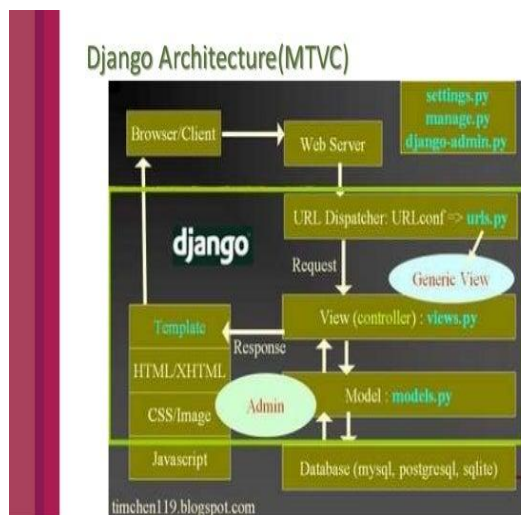 Django Architecture(MTVC)
settings.py
manage.py
django-admin.py
Browser/Client
Web Server
URL Dispatcher: URLconf => urls.py
django
Request
Generic View
View (controller) : views.py
Template
Response
HTML/XHTML
Admin
Model : models.py
CSS/Image
Javascript
Database (mysql, postgresql, sqlite)
timchen119.blogspot.com